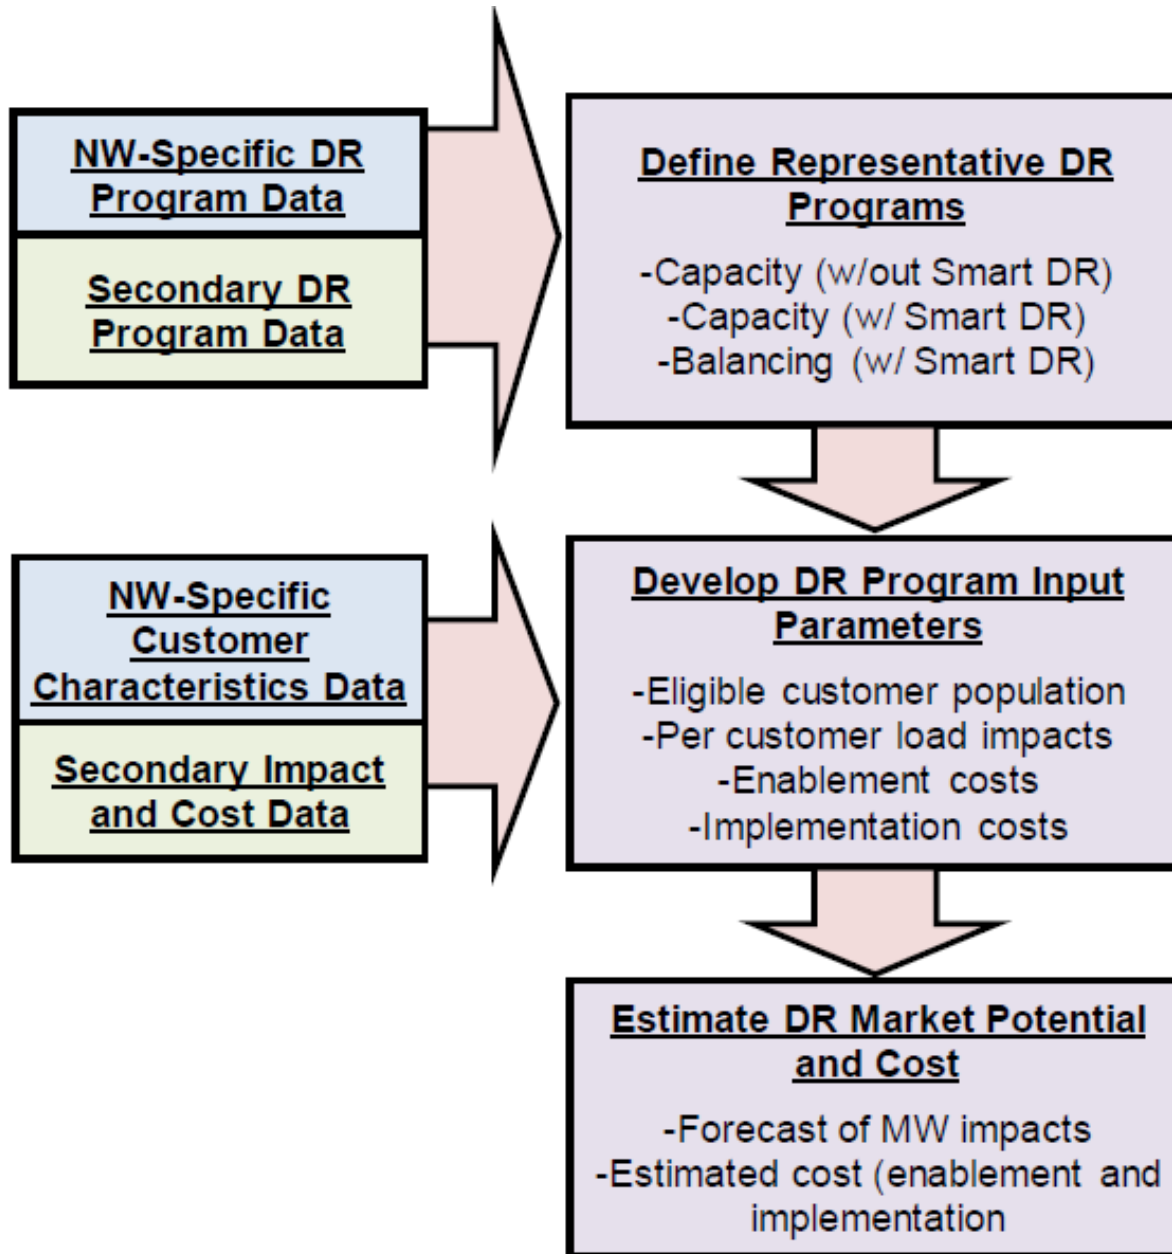 NW-Specific DR
Program Data
Secondary DR
Program Data
Define Representative DR
Programs
-Capacity (w/out Smart DR)
-Capacity (w/ Smart DR)
-Balancing (w/ Smart DR)
NW-Specific
Customer
Characteristics Data
Secondary Impact
and Cost Data
Develop DR Program Input
Parameters
-Eligible customer population
-Per customer load impacts
-Enablement costs
-Implementation costs
Estimate DR Market Potential
and Cost
-Forecast of MW impacts
-Estimated cost (enablement and
implementation